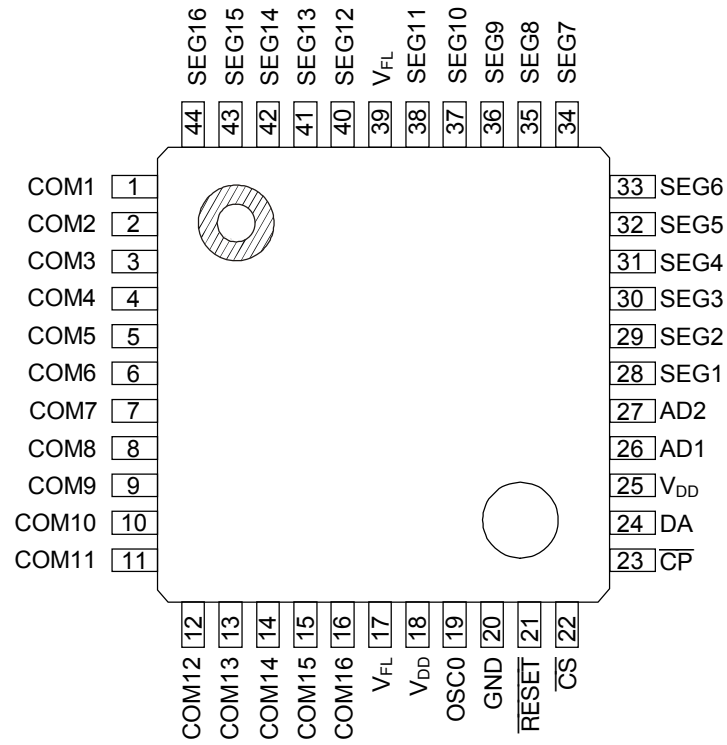 SEG16 SEG15 SEG14 SEG13 SEG12 VFL SEG11 SEG10 SEG9 SEG8 SEG7
44 43 42 41 40 39 38 37 36 35 34
COM1 1 33 SEG6
COM2 2 32 SEG5
COM3 3 31 SEG4
COM4 4 30 SEG3
COM5 5 29 SEG2
COM6 6 28 SEG1
COM7 7 27 AD2
COM8 8 26 AD1
COM9 9 25 VDD
COM10 10 24 DA
COM11 11 23 C̅P̅
12 13 14 15 16 17 18 19 20 21 22
COM12 COM13 COM14 COM15 COM16 VFL VDD OSC0 GND R̅E̅S̅E̅T̅ C̅S̅